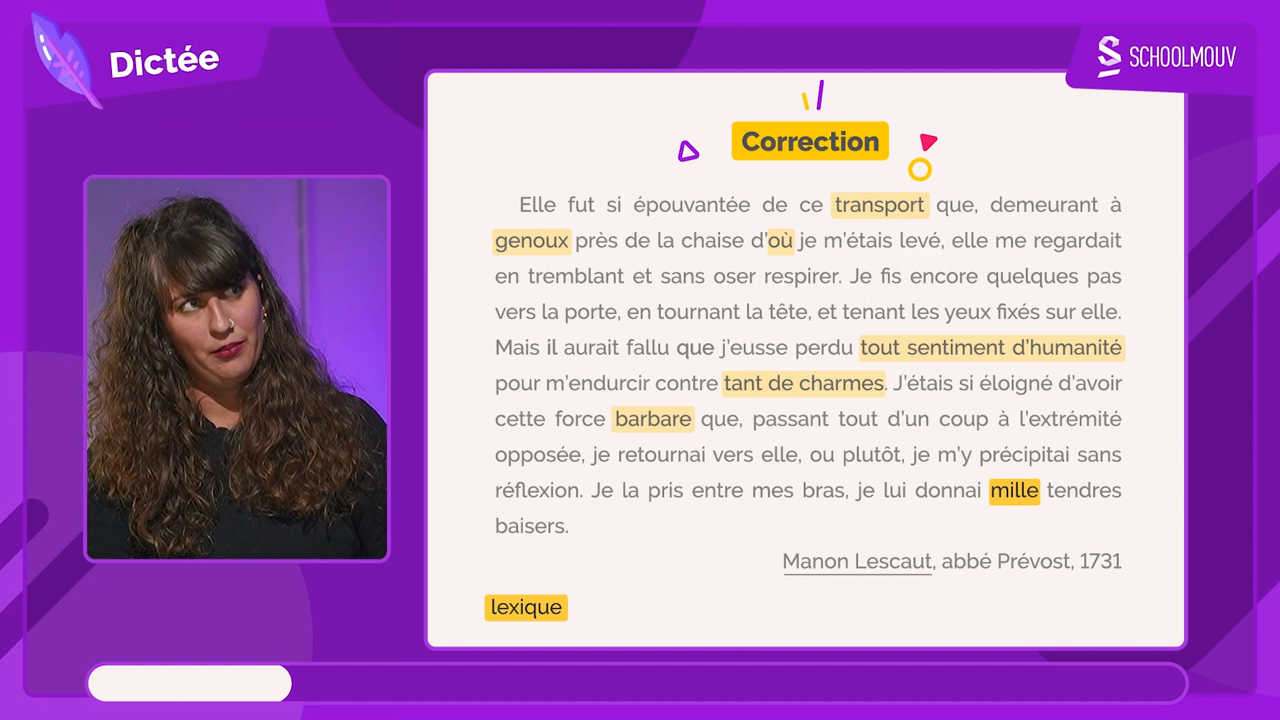 Dictée
SCHOOLMOUV
Correction
Elle fut si épouvantée de ce transport que, demeurant à
genoux près de la chaise d'où je m'étais levé, elle me regardait
en tremblant et sans oser respirer. Je fis encore quelques pas
vers la porte, en tournant la tête, et tenant les yeux fixés sur elle.
Mais il aurait fallu que j'eusse perdu tout sentiment d'humanité
pour m'endurcir contre tant de charmes. J'étais si éloigné d'avoir
cette force barbare que, passant tout d'un coup à l'extrémité
opposée, je retournai vers elle, ou plutôt, je m'y précipitai sans
réflexion. Je la pris entre mes bras, je lui donnai mille tendres
baisers.
Manon Lescaut, abbé Prévost, 1731
lexique